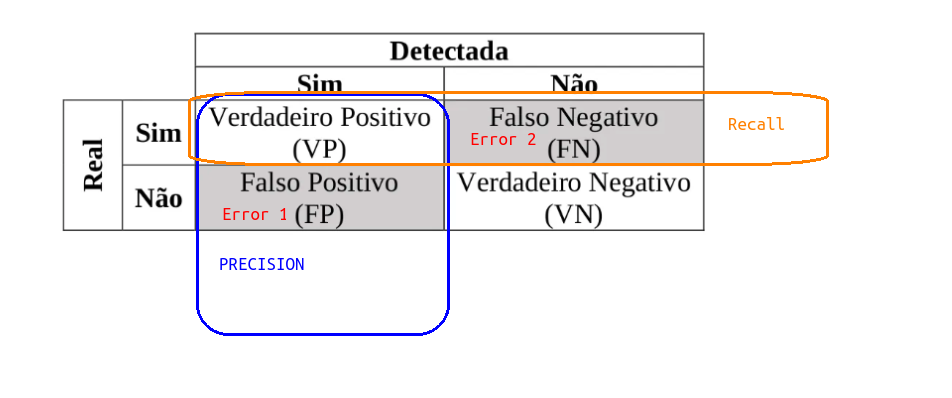 Detectada
Sim Não
Real
Sim
Verdadeiro Positivo
(VP)
Falso Negativo
Error 2 (FN)
Recall
Não
Falso Positivo
Error 1 (FP)
Verdadeiro Negativo
(VN)
PRECISION